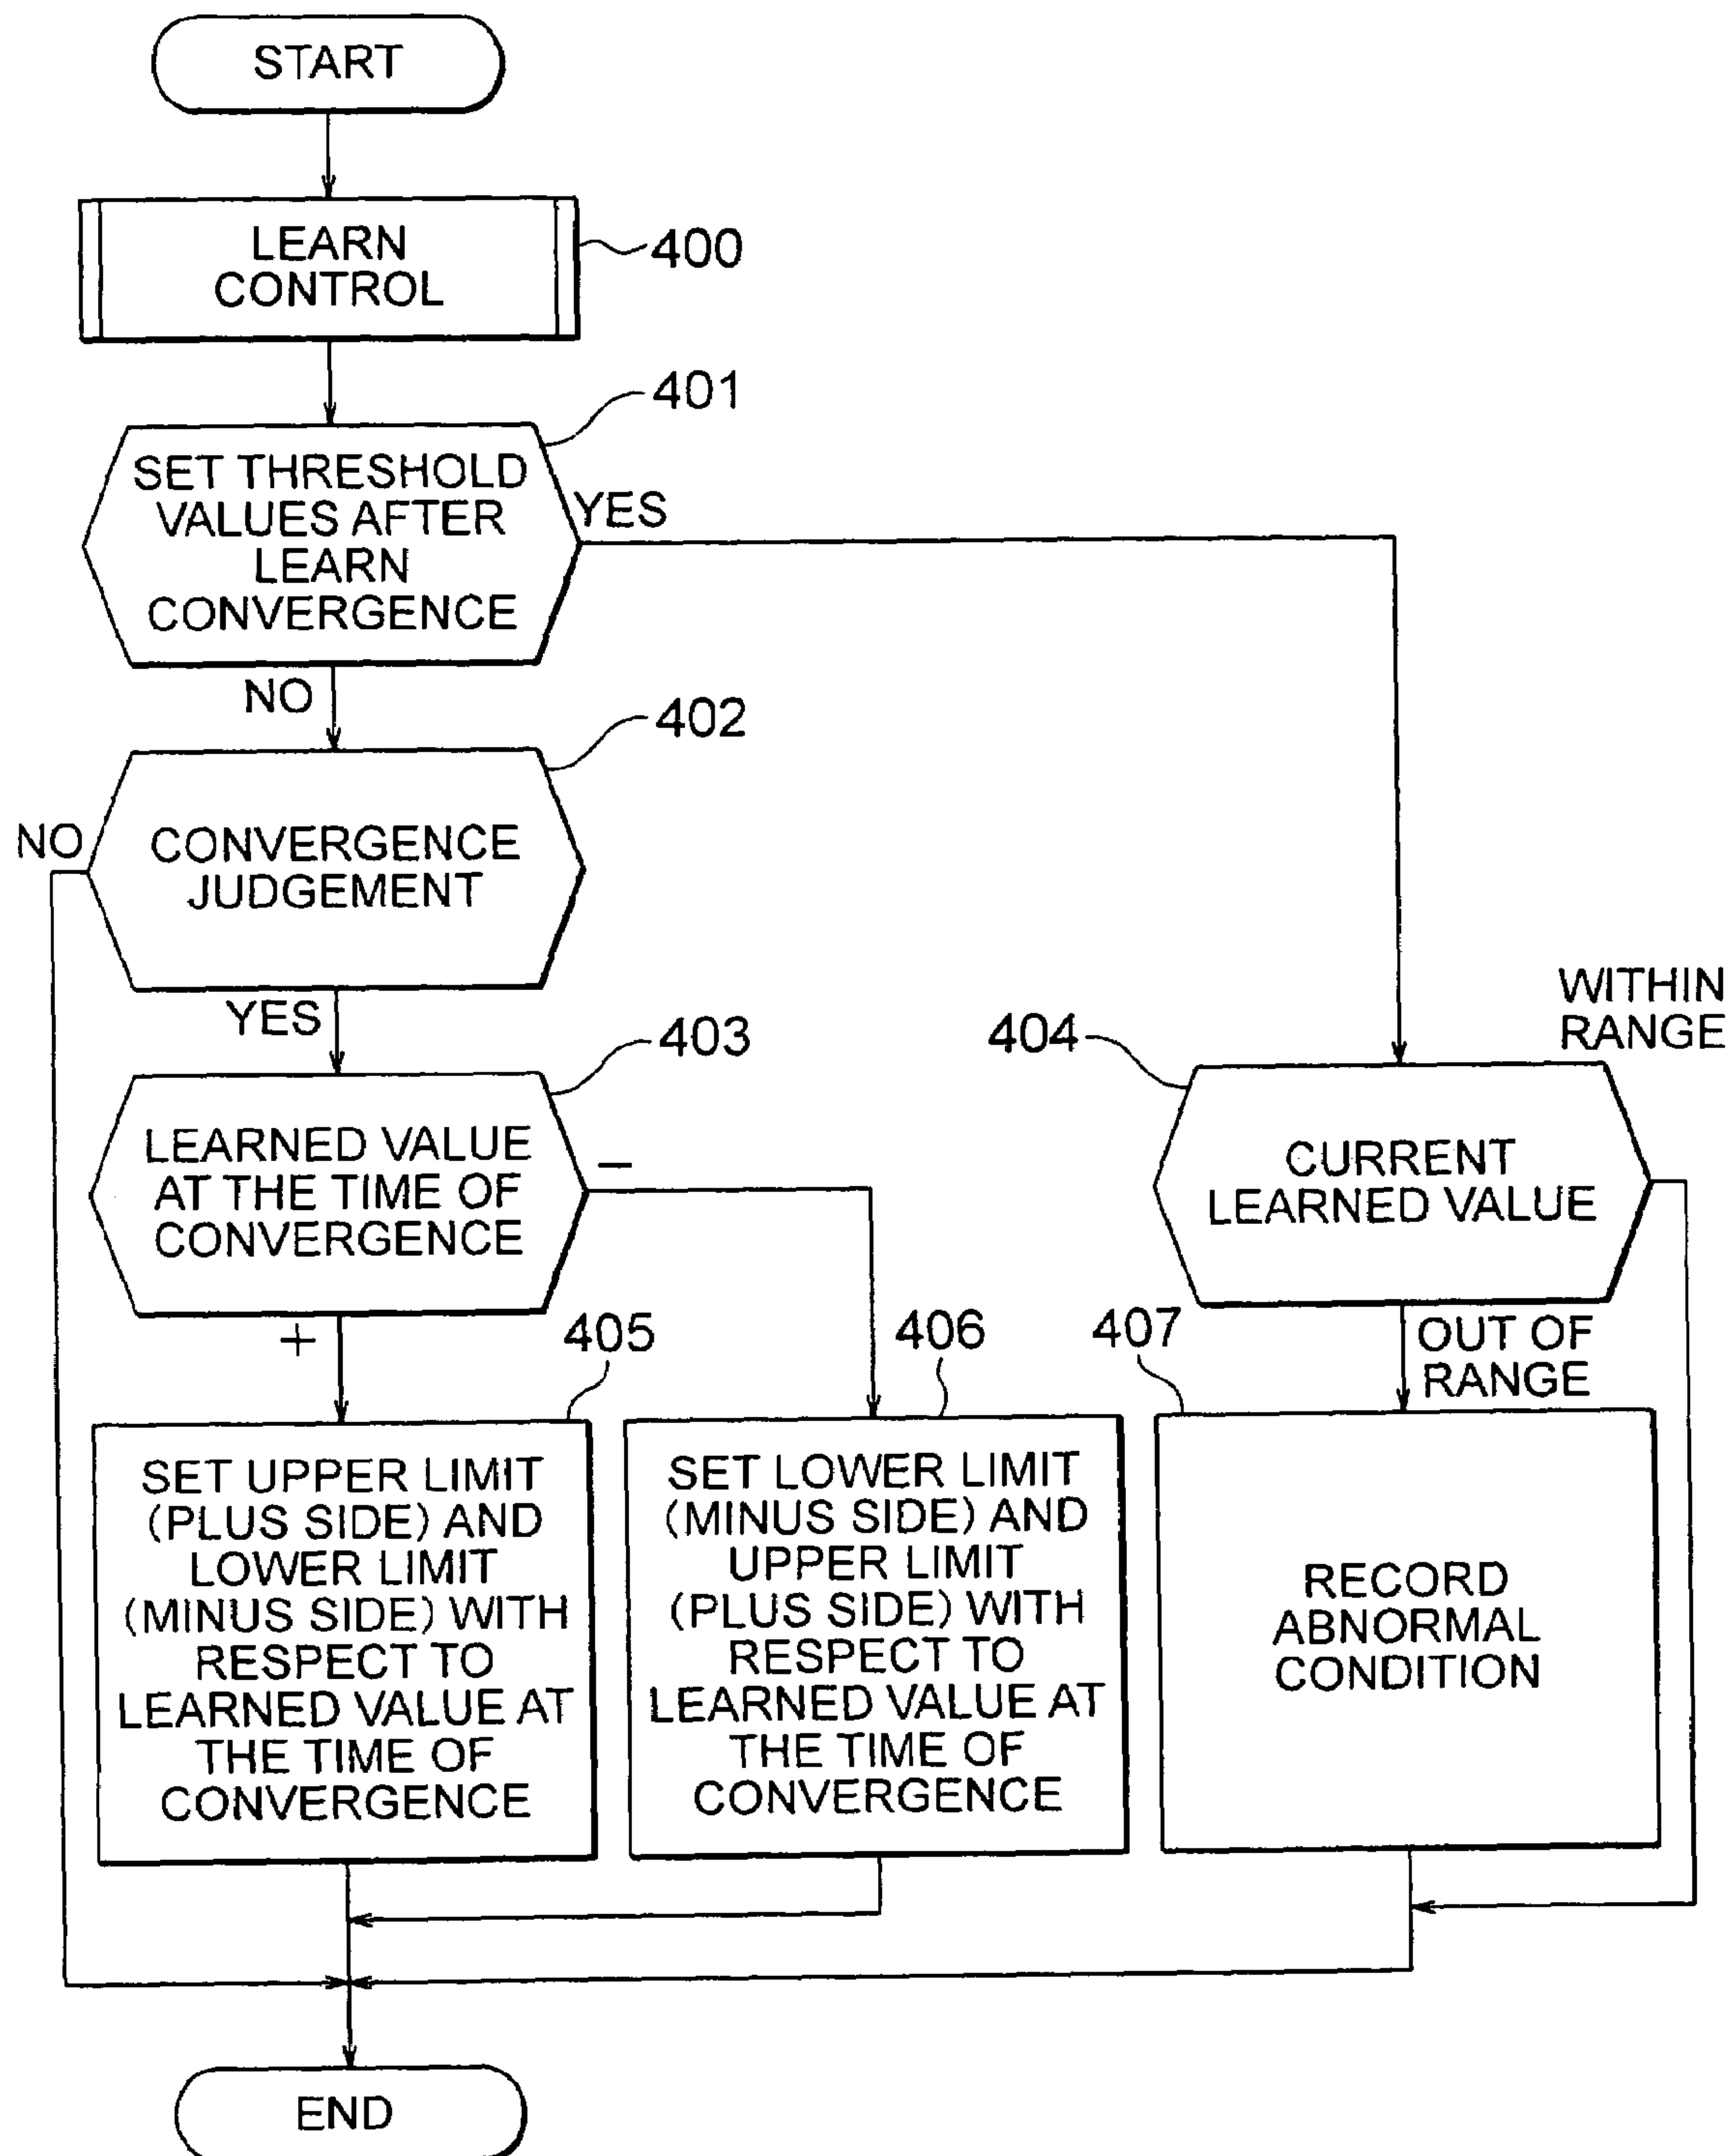 START
LEARN
CONTROL
400
401
SET THRESHOLD
VALUES AFTER
LEARN
CONVERGENCE
YES
NO
402
NO
CONVERGENCE
JUDGEMENT
YES
403
LEARNED VALUE
AT THE TIME OF
CONVERGENCE
−
+
404
WITHIN
RANGE
CURRENT
LEARNED VALUE
OUT OF
RANGE
405
SET UPPER LIMIT
(PLUS SIDE) AND
LOWER LIMIT
(MINUS SIDE) WITH
RESPECT TO
LEARNED VALUE AT
THE TIME OF
CONVERGENCE
406
SET LOWER LIMIT
(MINUS SIDE) AND
UPPER LIMIT
(PLUS SIDE) WITH
RESPECT TO
LEARNED VALUE AT
THE TIME OF
CONVERGENCE
407
RECORD
ABNORMAL
CONDITION
END